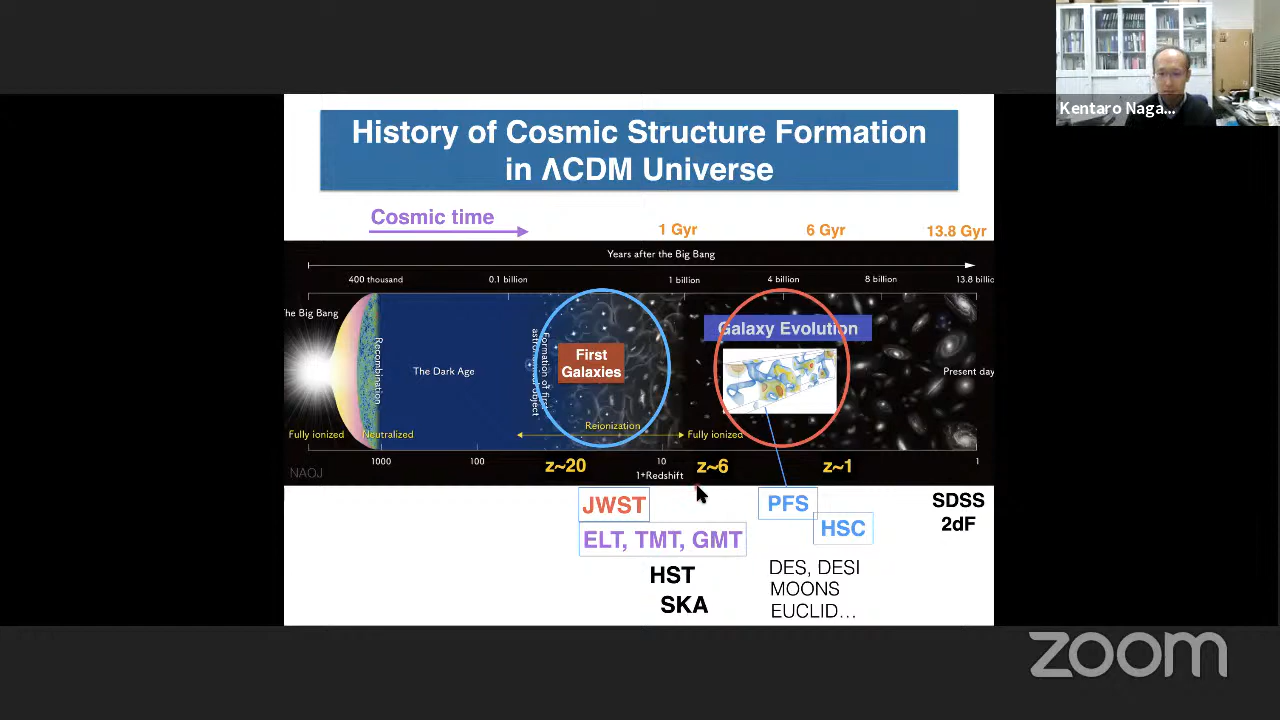 Kentaro Naga...
History of Cosmic Structure Formation
in ΛCDM Universe
Cosmic time
1 Gyr
6 Gyr
13.8 Gyr
Years after the Big Bang
400 thousand
0.1 billion
1 billion
4 billion
8 billion
13.8 billio
he Big Bang
Recombination
The Dark Age
Formation of first
First
Galaxies
Galaxy Evolution
Present day
Fully ionized
Neutralized
Reionization
Fully ionized
NAOJ
1000
100
z~20
10
1+Redshift
z~6
z~1
1
JWST
ELT, TMT, GMT
HST
SKA
PFS
HSC
DES, DESI
MOONS
EUCLID...
SDSS
2dF
zoom